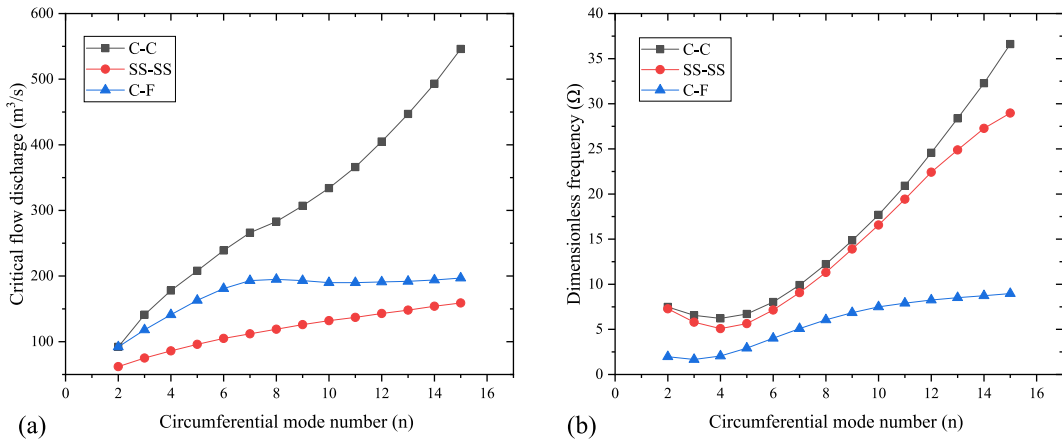 600
500
400
300
200
100
0
2
4
6
8
10
12
14
16
Critical flow discharge (m³/s)
Circumferential mode number (n)
C-C
SS-SS
C-F
(a)
40
35
30
25
20
15
10
5
0
0
2
4
6
8
10
12
14
16
Dimensionless frequency (Ω)
Circumferential mode number (n)
C-C
SS-SS
C-F
(b)